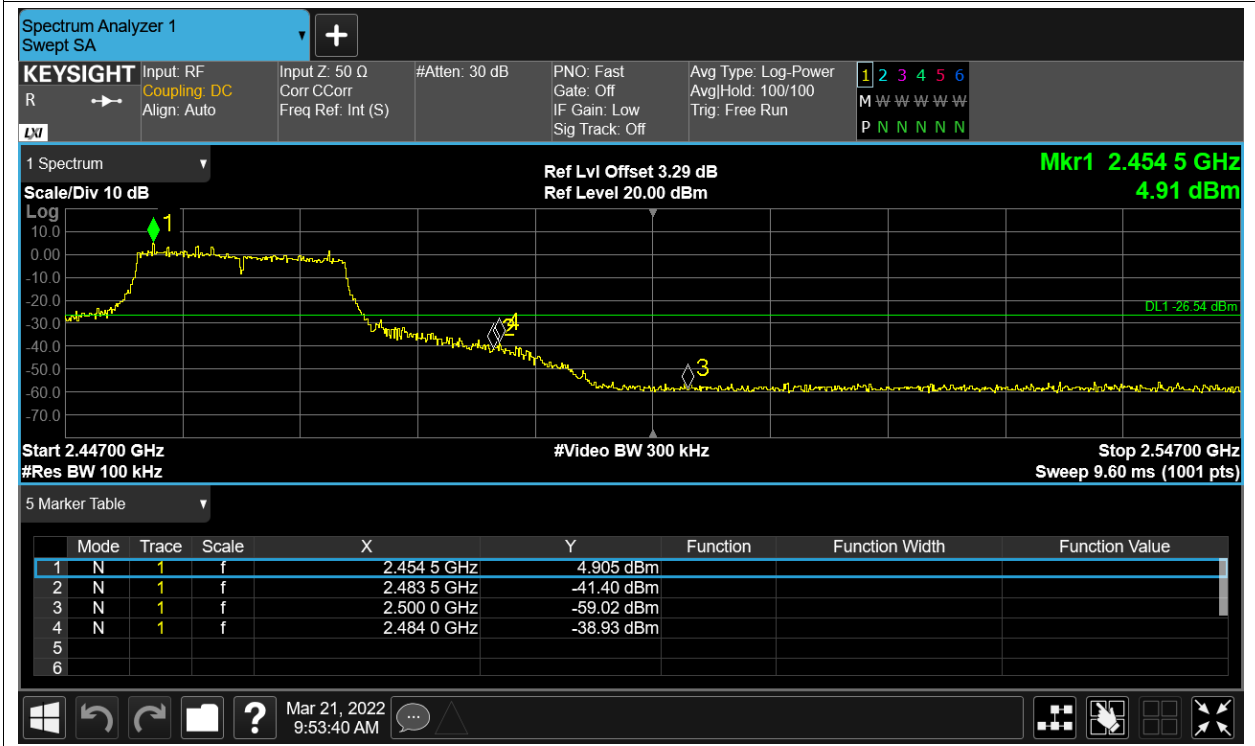 Spectrum Analyzer 1
Swept SA
+
KEYSIGHT Input: RF Input Z: 50 Ω #Atten: 30 dB PNO: Fast Avg Type: Log-Power 1 2 3 4 5 6
R Coupling: DC Corr CCorr Gate: Off Avg|Hold: 100/100 M W W W W W W
Align: Auto Freq Ref: Int (S) IF Gain: Low Trig: Free Run
LXI Sig Track: Off P N N N N N N
1 Spectrum Ref Lvl Offset 3.29 dB Mkr1 2.454 5 GHz
Scale/Div 10 dB Ref Level 20.00 dBm 4.91 dBm
Log
1
10.0
0.00
-10.0
-20.0
DL1 -26.54 dBm
-30.0
2 4
-40.0
-50.0
3
-60.0
-70.0
Start 2.44700 GHz #Video BW 300 kHz Stop 2.54700 GHz
#Res BW 100 kHz Sweep 9.60 ms (1001 pts)
5 Marker Table
Mode Trace Scale X Y Function Function Width Function Value
1 N 1 f 2.454 5 GHz 4.905 dBm
2 N 1 f 2.483 5 GHz -41.40 dBm
3 N 1 f 2.500 0 GHz -59.02 dBm
4 N 1 f 2.484 0 GHz -38.93 dBm
5
6
? Mar 21, 2022
9:53:40 AM